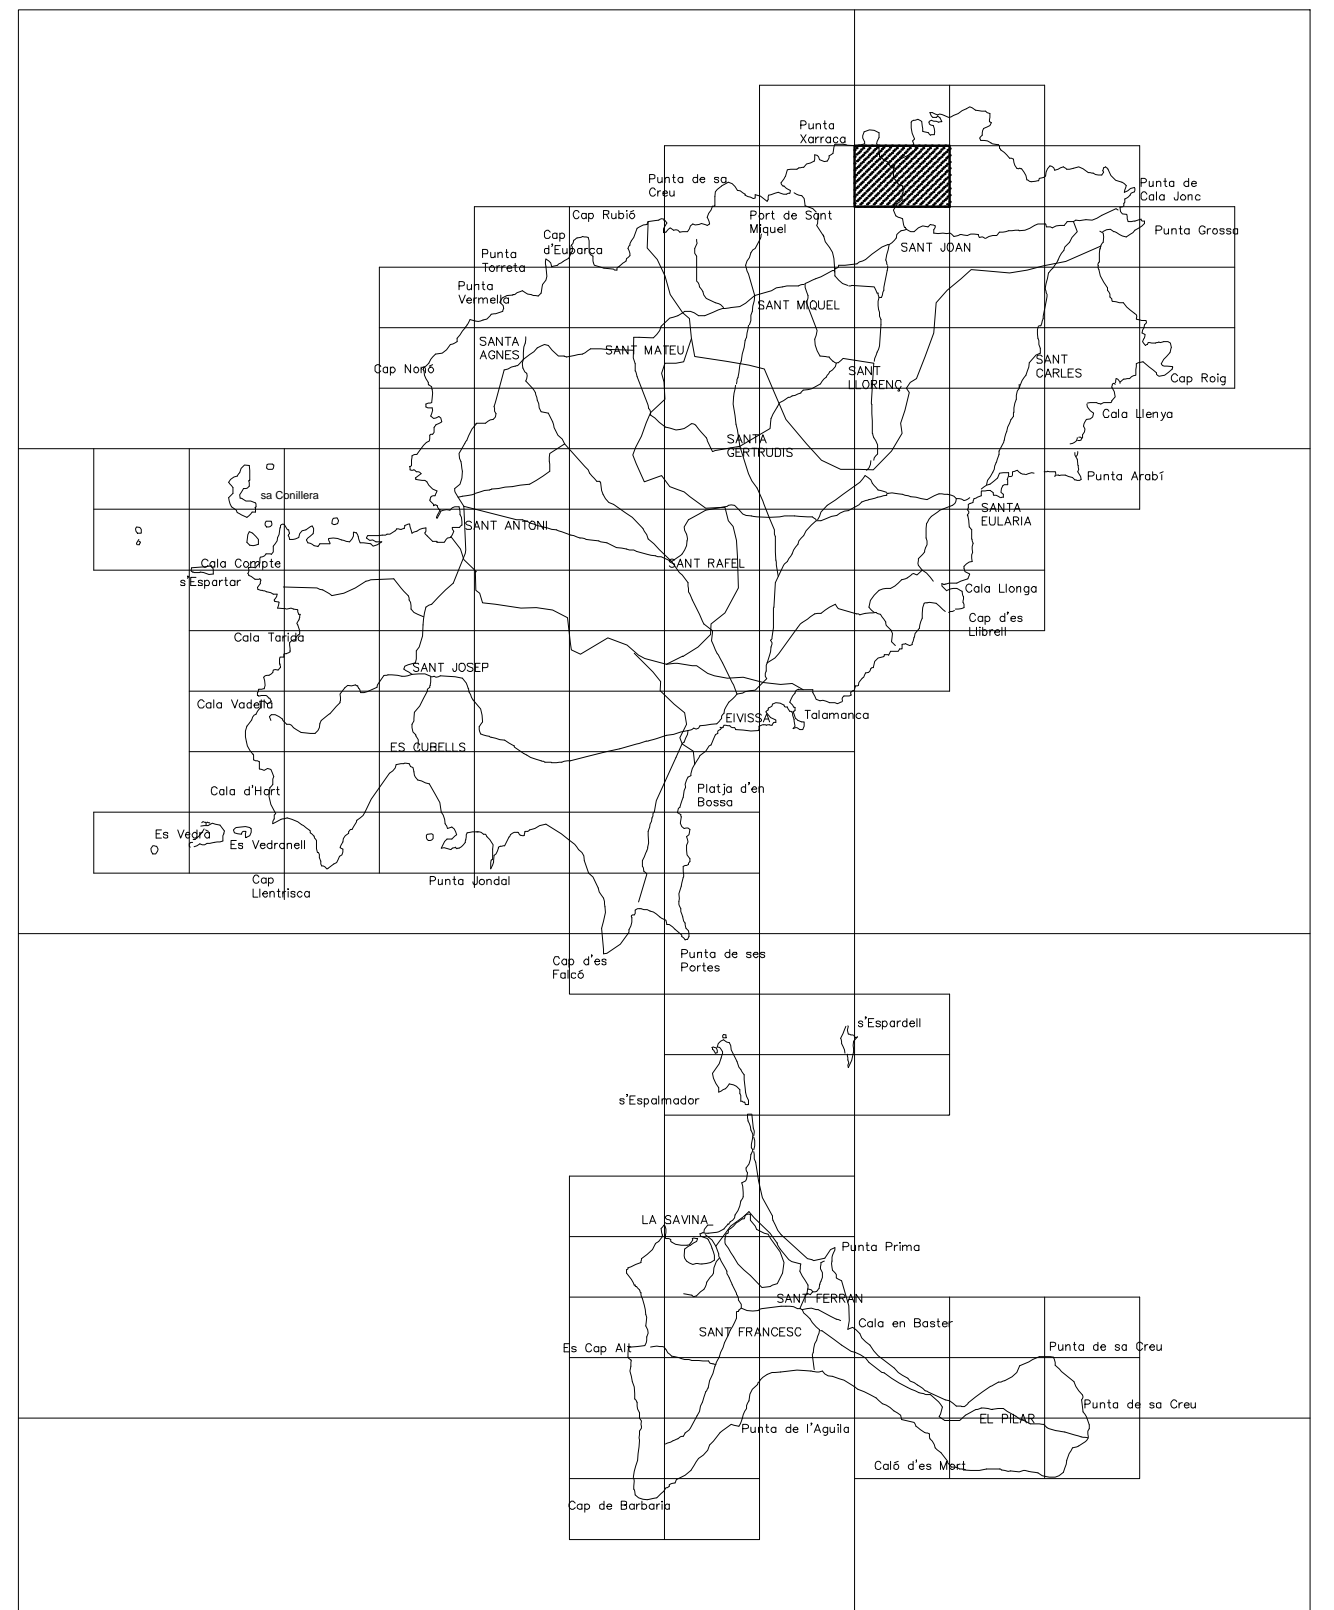 Punta
Xarraca
Punta de sa
Creu
Punta de
Cala Jonc
Cap Rubió
Port de Sant
Miquel
Punta Grossa
Cap
d'Eubarca
SANT JOAN
Punta
Torreta
Punta
Vermella
SANT MIQUEL
SANTA
AGNES
SANT MATEU
Cap Nonó
SANT
LLORENÇ
SANT
CARLES
Cap Roig
Cala Llenya
SANTA
GERTRUDIS
Punta Arabí
sa Conillera
SANTA
EULARIA
SANT ANTONI
Cala Compte
SANT RAFEL
s'Espartar
Cala Llonga
Cap d'es
Llibrell
Cala Tarida
SANT JOSEP
Cala Vadella
EIVISSA
Talamanca
ES CUBELLS
Cala d'Hart
Platja d'en
Bossa
Es Vedrà
Es Vedranell
Cap
Llentrisca
Punta Jondal
Cap d'es
Falcó
Punta de ses
Portes
s'Espardell
s'Espalmador
LA SAVINA
Punta Prima
SANT FERRAN
Cala en Baster
SANT FRANCESC
Es Cap Alt
Punta de sa Creu
Punta de sa Creu
EL PILAR
Punta de l'Aguila
Caló d'es Mort
Cap de Barbaria